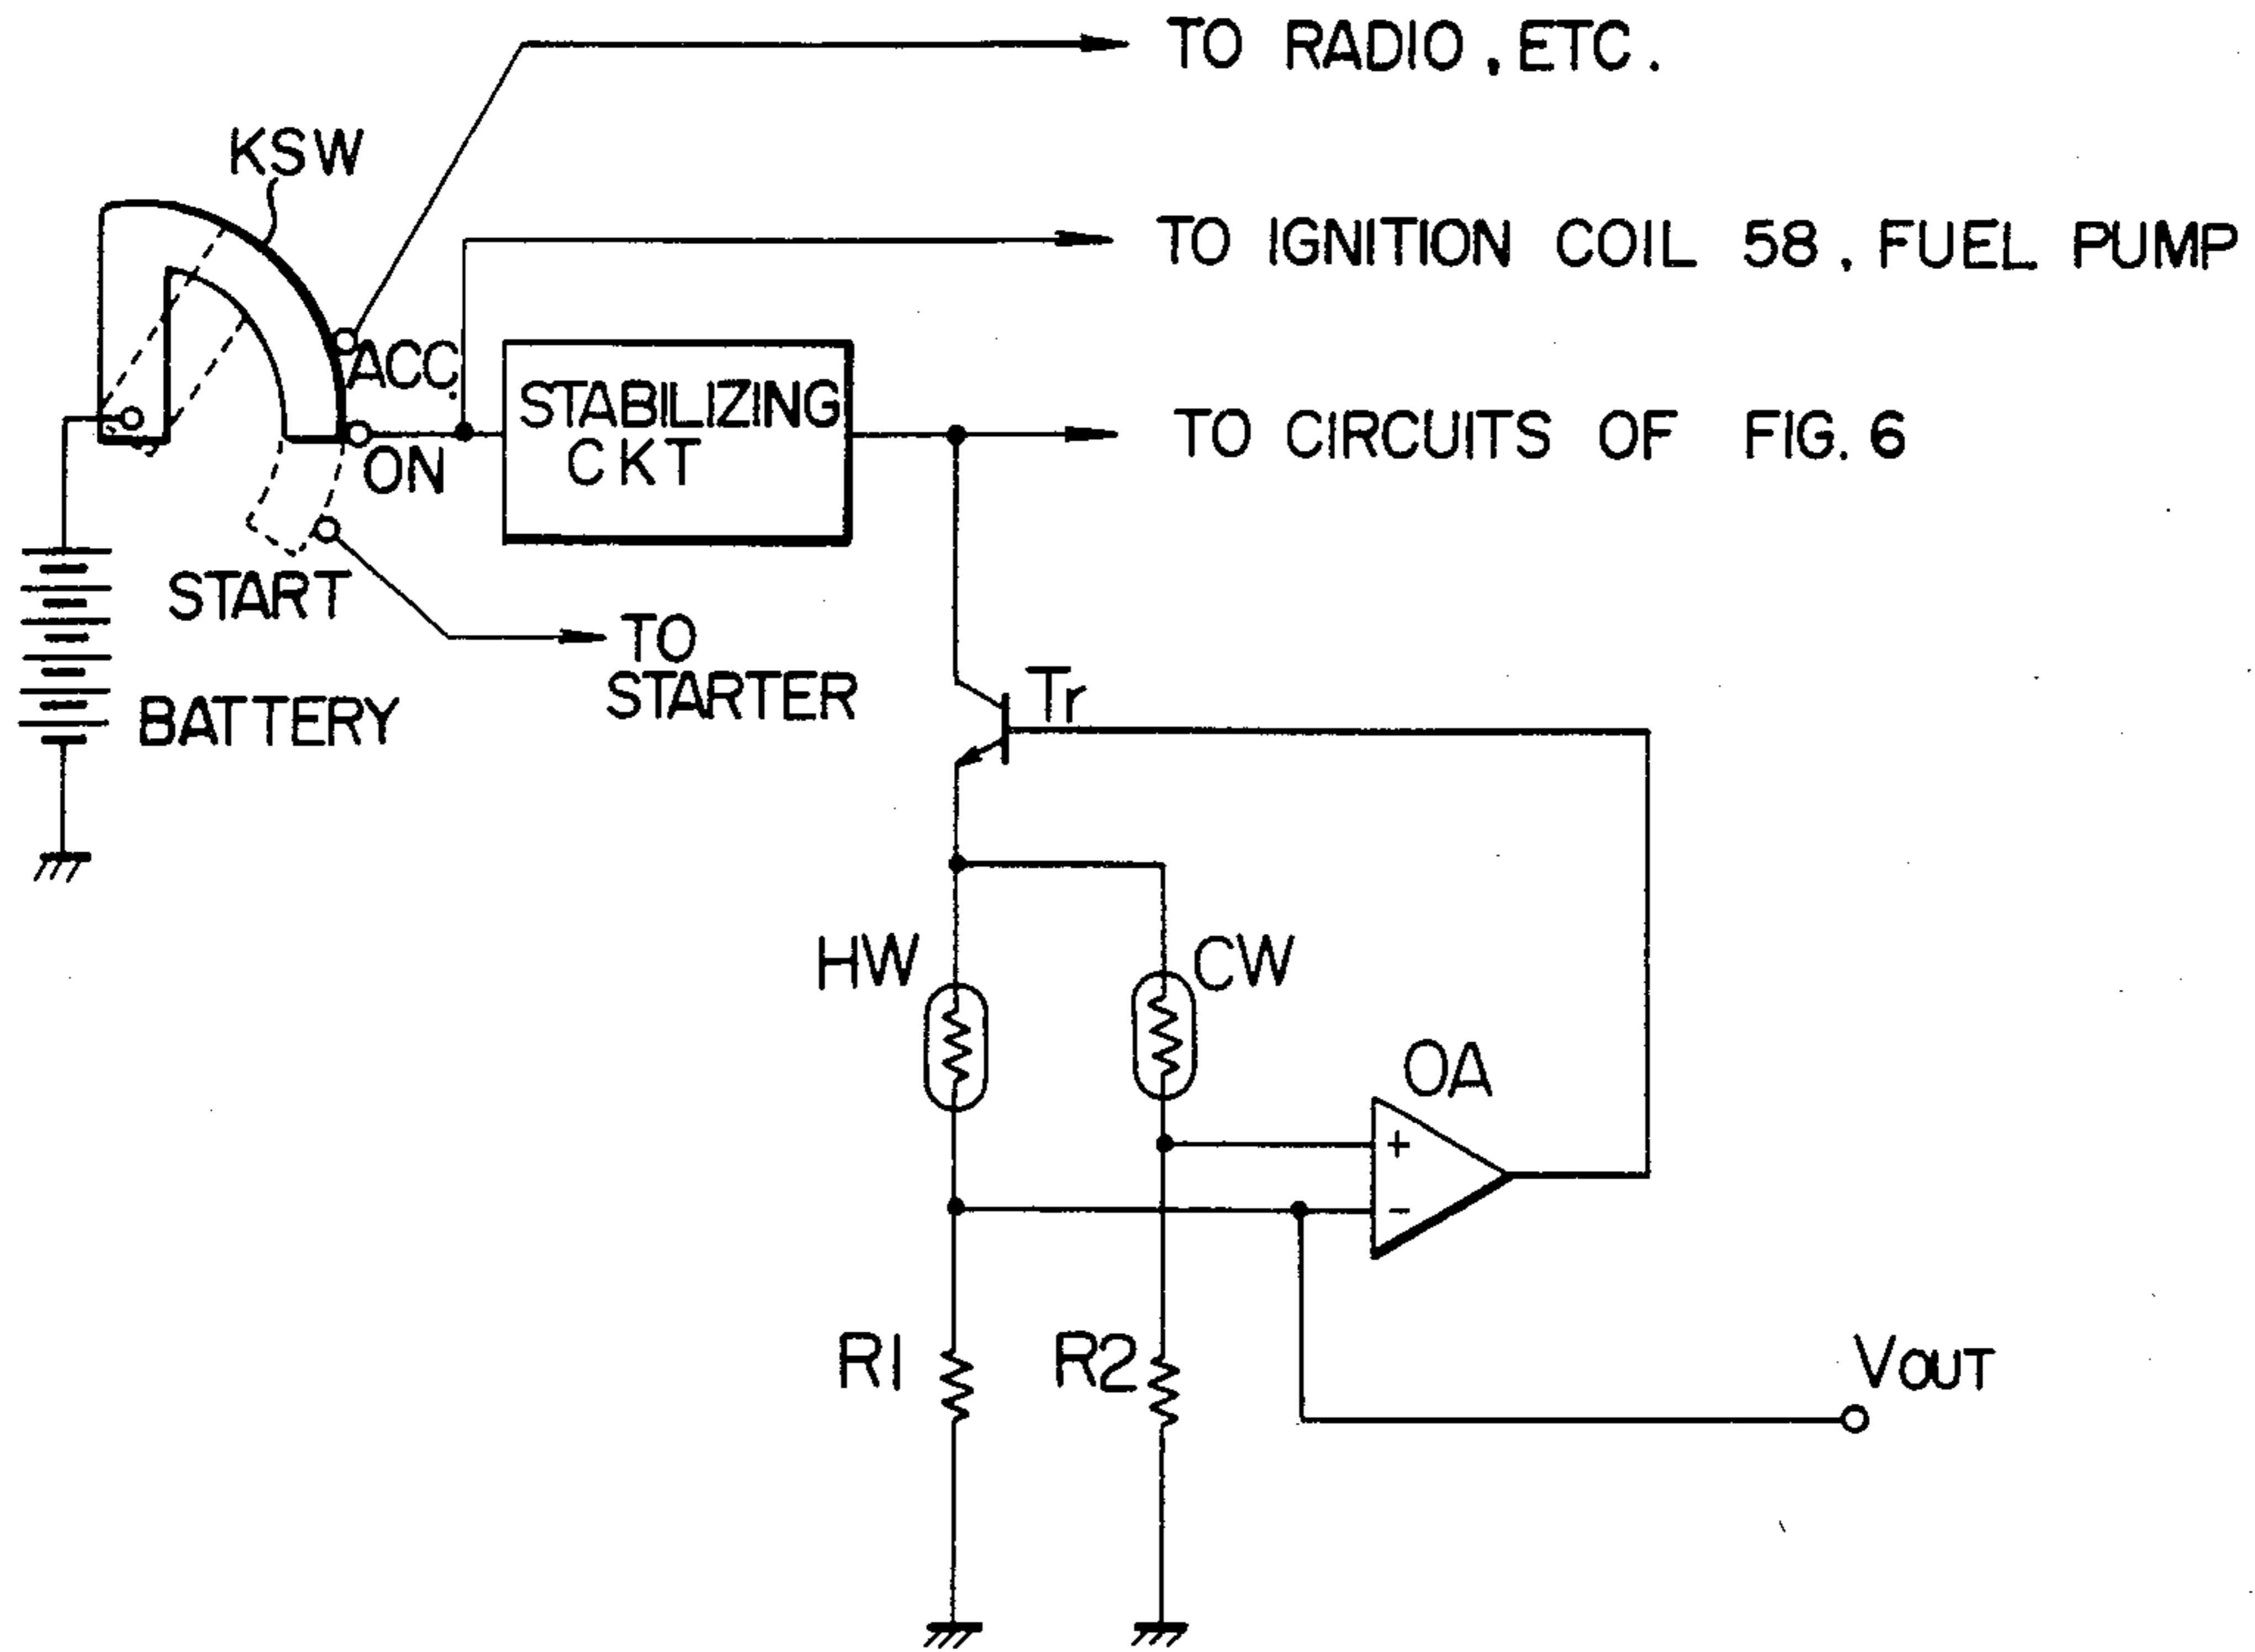 TO RADIO, ETC.
KSW
TO IGNITION COIL 58, FUEL PUMP
ACC.
STABILIZING
CKT
TO CIRCUITS OF FIG. 6
ON
START
TO
STARTER
BATTERY
Tr
HW
CW
OA
+
-
R1
R2
VOUT